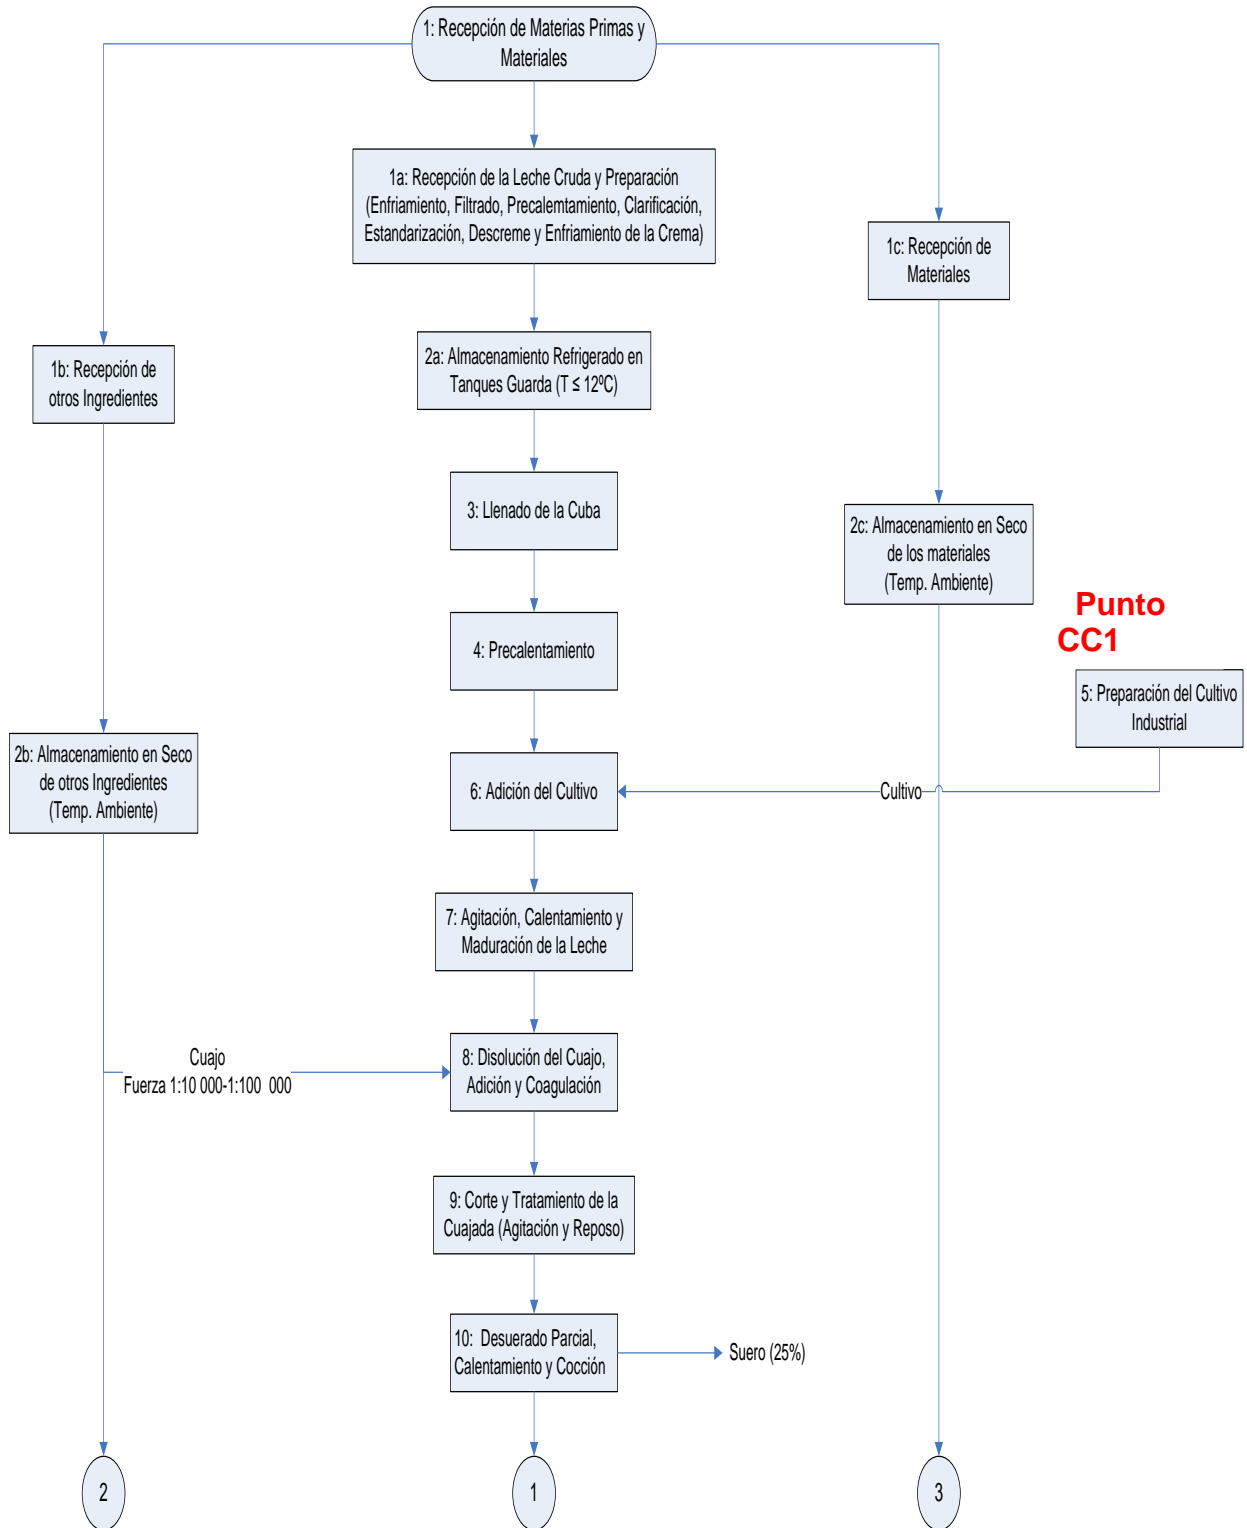 1: Recepción de Materias Primas y
Materiales
1a: Recepción de la Leche Cruda y Preparación
(Enfriamiento, Filtrado, Precalemtamiento, Clarificación,
Estandarización, Descreme y Enfriamiento de la Crema)
1c: Recepción de
Materiales
2a: Almacenamiento Refrigerado en
Tanques Guarda (T ≤ 12ºC)
1b: Recepción de
otros Ingredientes
3: Llenado de la Cuba
2c: Almacenamiento en Seco
de los materiales
(Temp. Ambiente)
Punto
CC1
4: Precalentamiento
5: Preparación del Cultivo
Industrial
2b: Almacenamiento en Seco
de otros Ingredientes
(Temp. Ambiente)
6: Adición del Cultivo
Cultivo
7: Agitación, Calentamiento y
Maduración de la Leche
Cuajo
Fuerza 1:10 000-1:100 000
8: Disolución del Cuajo,
Adición y Coagulación
9: Corte y Tratamiento de la
Cuajada (Agitación y Reposo)
10: Desuerado Parcial,
Calentamiento y Cocción
Suero (25%)
2
1
3